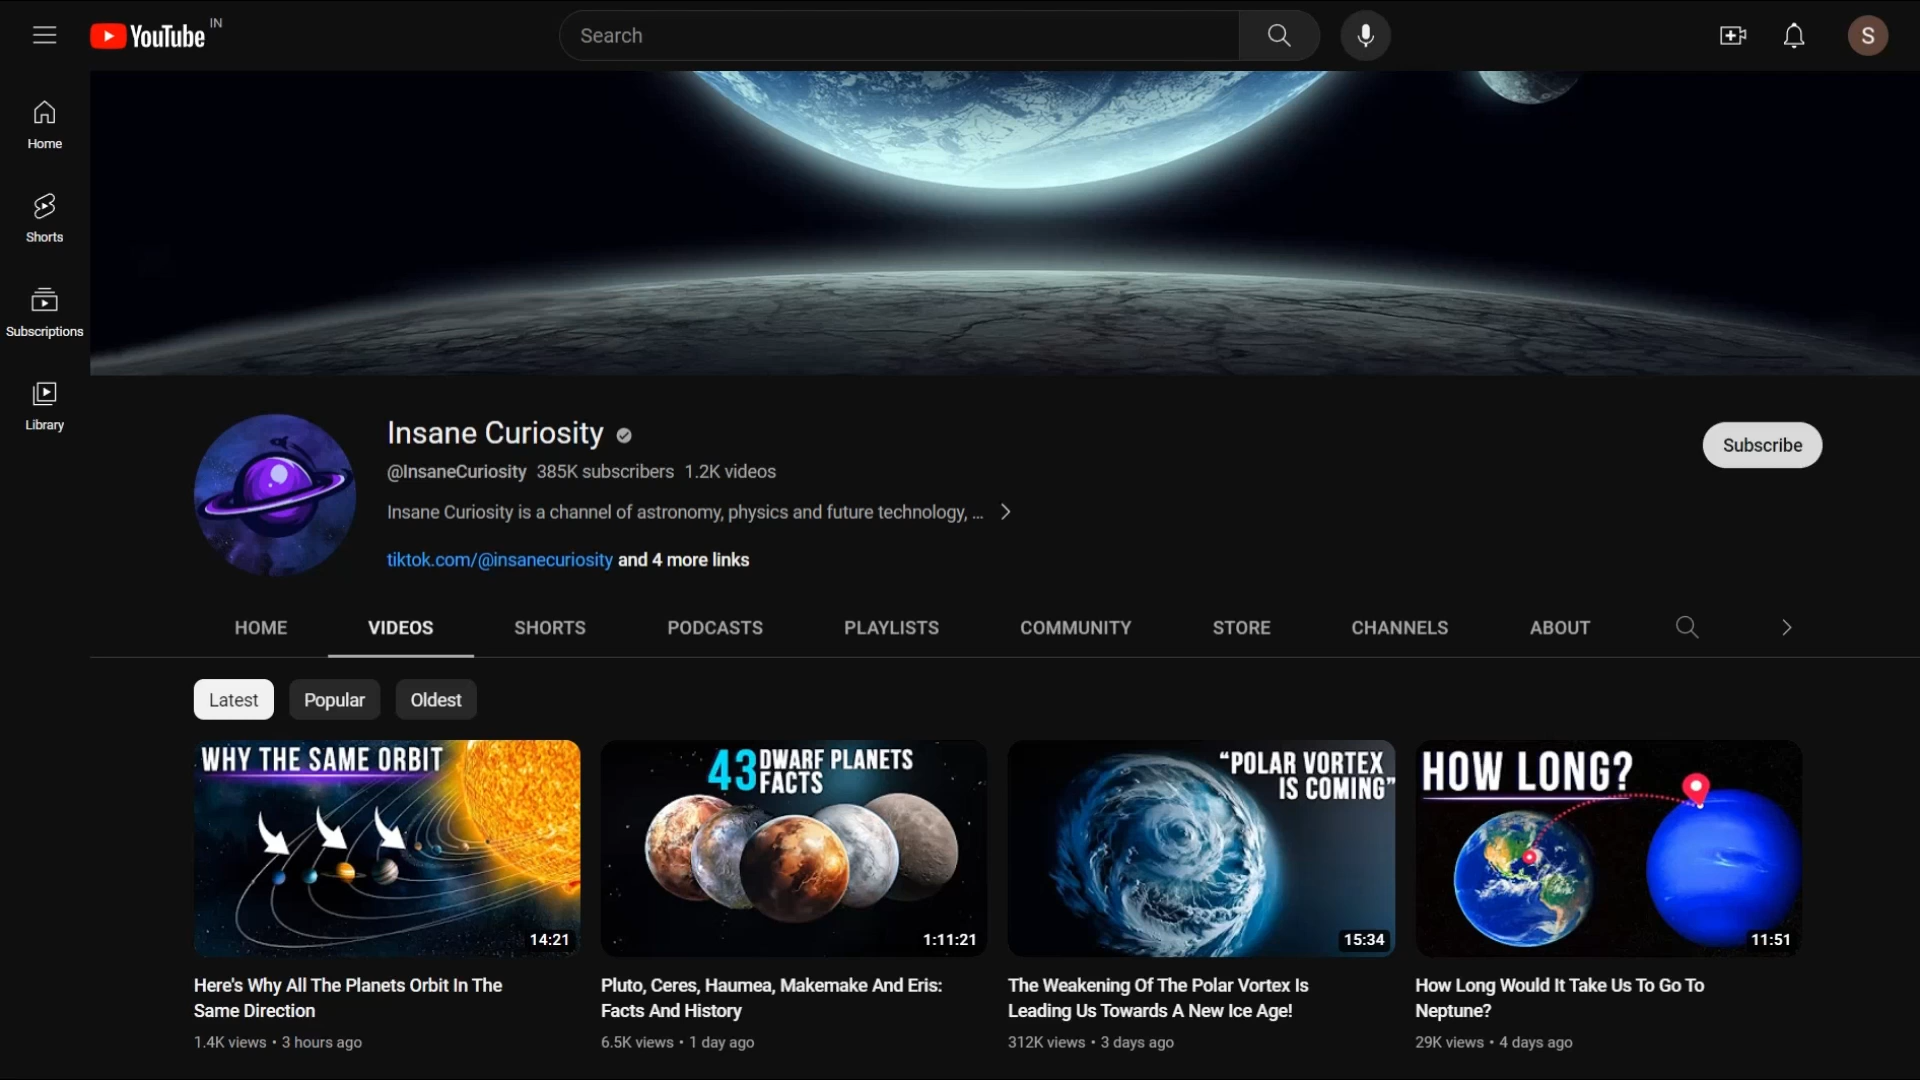 YouTube IN
Search
S
Home
Shorts
Subscriptions
Library
Insane Curiosity
@InsaneCuriosity 385K subscribers 1.2K videos
Insane Curiosity is a channel of astronomy, physics and future technology, ...
tiktok.com/@insanecuriosity and 4 more links
Subscribe
HOME VIDEOS SHORTS PODCASTS PLAYLISTS COMMUNITY STORE CHANNELS ABOUT
Latest Popular Oldest
WHY THE SAME ORBIT
14:21
Here's Why All The Planets Orbit In The
Same Direction
1.4K views • 3 hours ago
43 DWARF PLANETS
FACTS
1:11:21
Pluto, Ceres, Haumea, Makemake And Eris:
Facts And History
6.5K views • 1 day ago
“POLAR VORTEX
IS COMING”
15:34
The Weakening Of The Polar Vortex Is
Leading Us Towards A New Ice Age!
312K views • 3 days ago
HOW LONG?
11:51
How Long Would It Take Us To Go To
Neptune?
29K views • 4 days ago